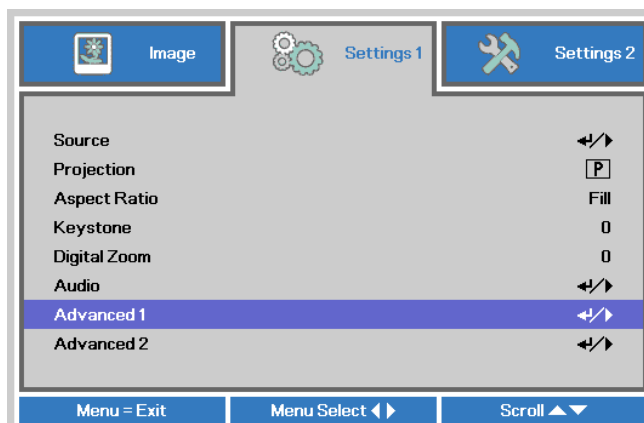 Image Settings 1 Settings 2
Source ↵/▶
Projection P
Aspect Ratio Fill
Keystone 0
Digital Zoom 0
Audio ↵/▶
Advanced 1 ↵/▶
Advanced 2 ↵/▶
Menu = Exit Menu Select ◀ ▶ Scroll ▲▼